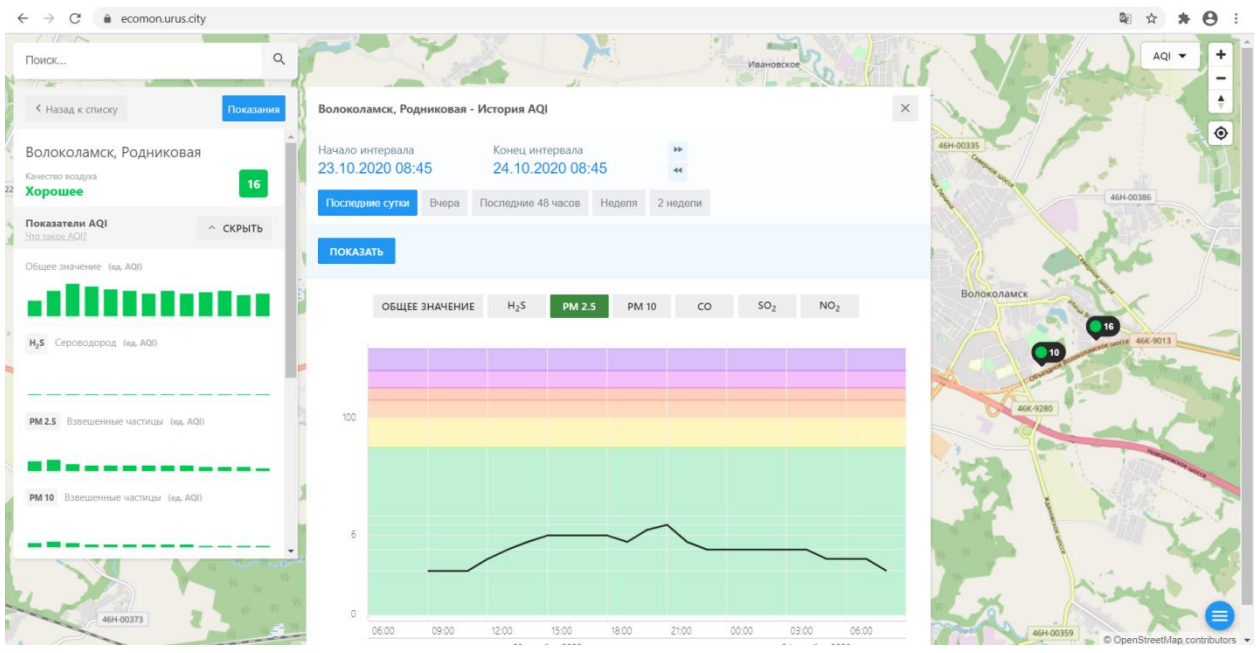 ecomon.urus.city
Поиск...
Назад к списку
Показания
Волоколамск, Родниковая
Качество воздуха
Хорошее
16
Показатели AQI
Что такое AQI?
СКРЫТЬ
Общее значение (ед. AQI)
H₂S Сероводород (ед. AQI)
PM 2.5 Взвешенные частицы (ед. AQI)
PM 10 Взвешенные частицы (ед. AQI)
Волоколамск, Родниковая - История AQI
Начало интервала
23.10.2020 08:45
Конец интервала
24.10.2020 08:45
Последние сутки
Вчера
Последние 48 часов
Неделя
2 недели
ПОКАЗАТЬ
ОБЩЕЕ ЗНАЧЕНИЕ
H₂S
PM 2.5
PM 10
CO
SO₂
NO₂
100
6
0
06:00 09:00 12:00 15:00 18:00 21:00 00:00 03:00 06:00
AQI
Ивановское
46Н-00335
Северное шоссе
46Н-00386
Волоколамск
16
10
46К-9013
46К-9280
46Н-00373
46Н-00359
© OpenStreetMap contributors